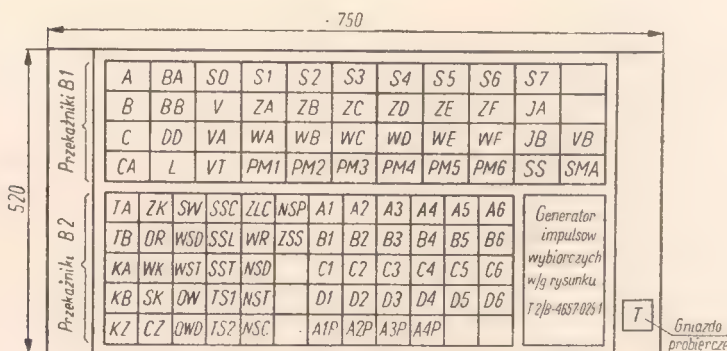 750
520
Przekaźniki B1
A BA SO S1 S2 S3 S4 S5 S6 S7
B BB V ZA ZB ZC ZD ZE ZF JA
C DD VA WA WB WC WD WE WF JB VB
CA L VT PM1 PM2 PM3 PM4 PM5 PM6 SS SMA
Przekaźniki B2
TA ZK SW SSC ZLC NSP A1 A2 A3 A4 A5 A6
TB OR WSD SSL WR ZSS B1 B2 B3 B4 B5 B6
KA WK WST SST NSD C1 C2 C3 C4 C5 C6
KB SK OW TS1 NST D1 D2 D3 D4 D5 D6
KZ CZ OWD TS2 NSC A1P A2P A3P A4P
Generator
impulsów
wybiorczych
w/g rysunku
T2/B-4657-025.1
T
Gniazdo
probiercze